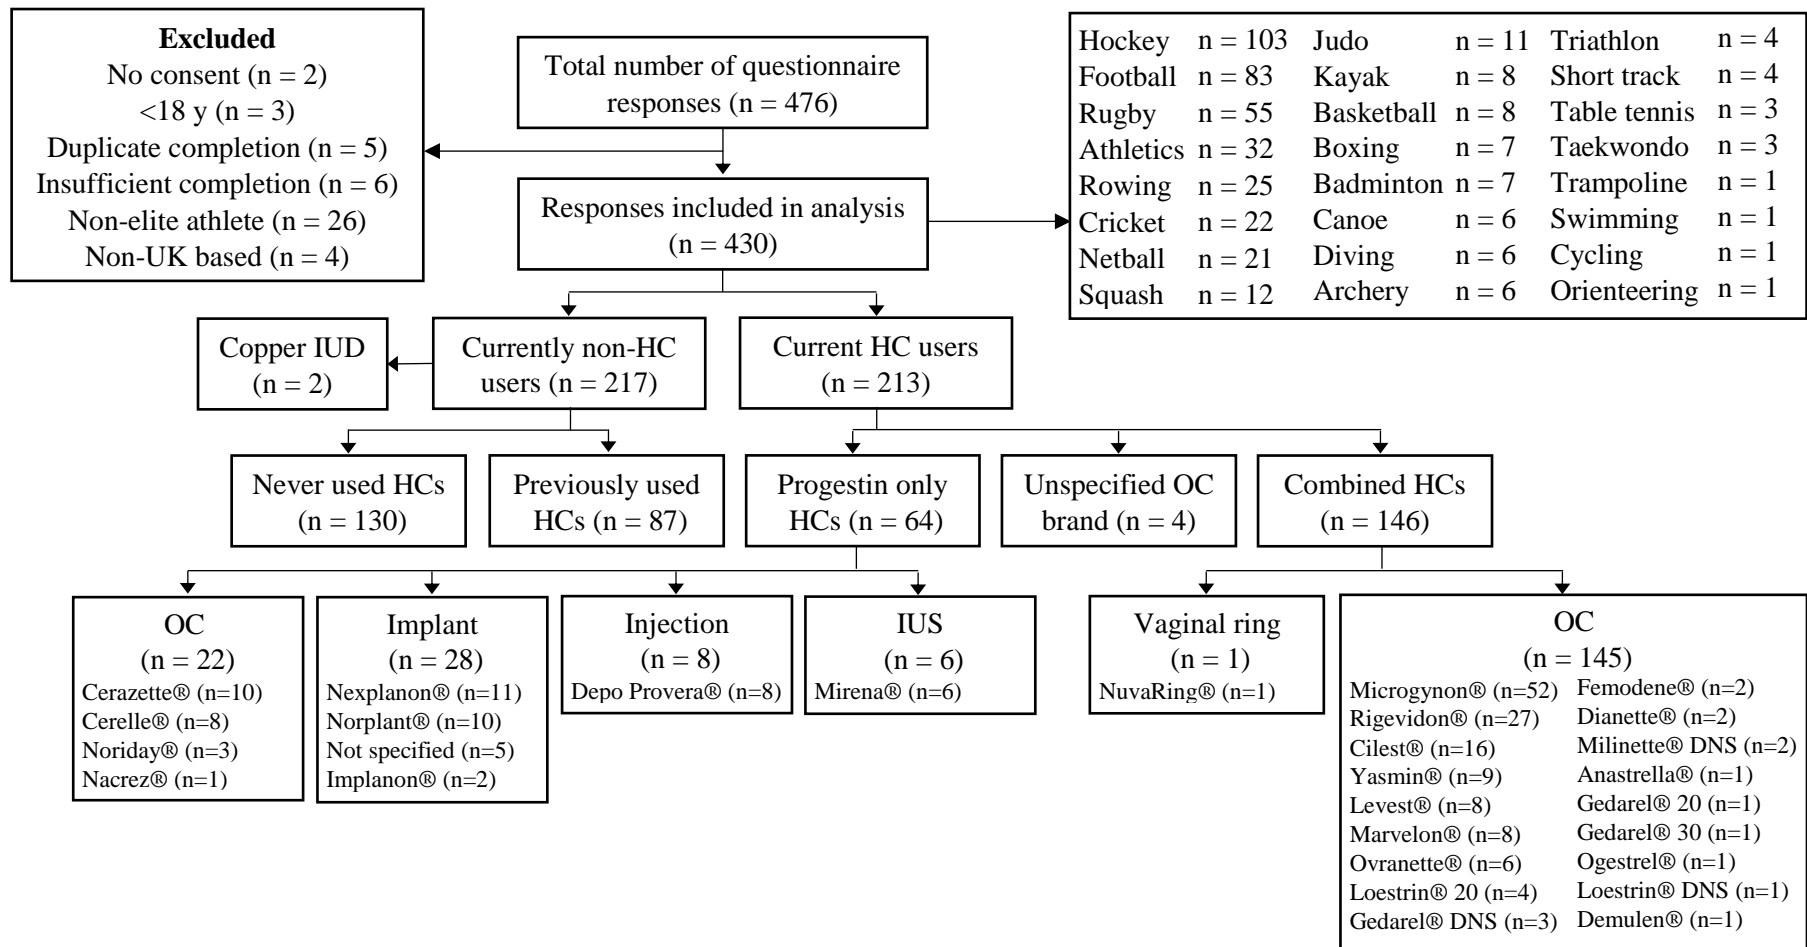 Excluded
No consent (n = 2)
<18 y (n = 3)
Duplicate completion (n = 5)
Insufficient completion (n = 6)
Non-elite athlete (n = 26)
Non-UK based (n = 4)
Total number of questionnaire
responses (n = 476)
Responses included in analysis
(n = 430)
Hockey n = 103 Judo n = 11 Triathlon n = 4
Football n = 83 Kayak n = 8 Short track n = 4
Rugby n = 55 Basketball n = 8 Table tennis n = 3
Athletics n = 32 Boxing n = 7 Taekwondo n = 3
Rowing n = 25 Badminton n = 7 Trampoline n = 1
Cricket n = 22 Canoe n = 6 Swimming n = 1
Netball n = 21 Diving n = 6 Cycling n = 1
Squash n = 12 Archery n = 6 Orienteering n = 1
Copper IUD
(n = 2)
Currently non-HC
users (n = 217)
Current HC users
(n = 213)
Never used HCs
(n = 130)
Previously used
HCs (n = 87)
Progestin only
HCs (n = 64)
Unspecified OC
brand (n = 4)
Combined HCs
(n = 146)
OC
(n = 22)
Cerazette® (n=10)
Cerelle® (n=8)
Noriday® (n=3)
Nacrez® (n=1)
Implant
(n = 28)
Nexplanon® (n=11)
Norplant® (n=10)
Not specified (n=5)
Implanon® (n=2)
Injection
(n = 8)
Depo Provera® (n=8)
IUS
(n = 6)
Mirena® (n=6)
Vaginal ring
(n = 1)
NuvaRing® (n=1)
OC
(n = 145)
Microgynon® (n=52)
Rigevidon® (n=27)
Cilest® (n=16)
Yasmin® (n=9)
Levest® (n=8)
Marvelon® (n=8)
Ovranette® (n=6)
Loestrin® 20 (n=4)
Gedarel® DNS (n=3)
Femodene® (n=2)
Dianette® (n=2)
Milinette® DNS (n=2)
Anastrella® (n=1)
Gedarel® 20 (n=1)
Gedarel® 30 (n=1)
Ogestrel® (n=1)
Loestrin® DNS (n=1)
Demulen® (n=1)